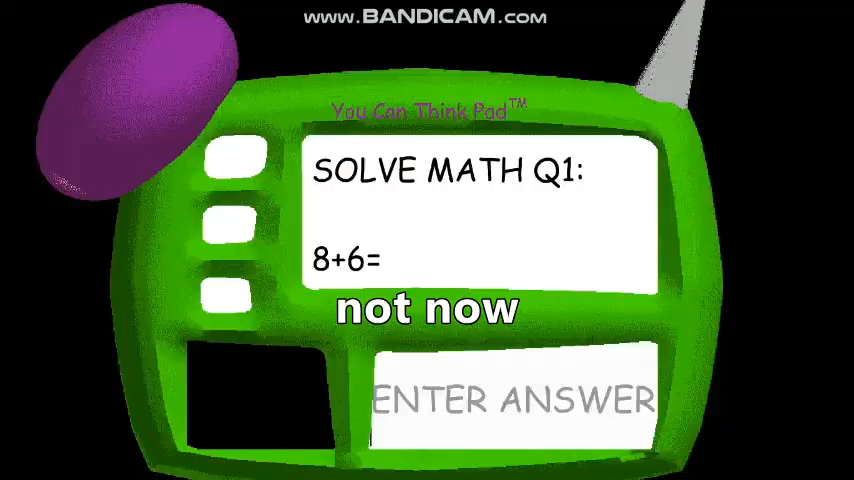 www.BANDICAM.com
You Can Think Pad™
SOLVE MATH Q1:
8+6=
not now
ENTER ANSWER